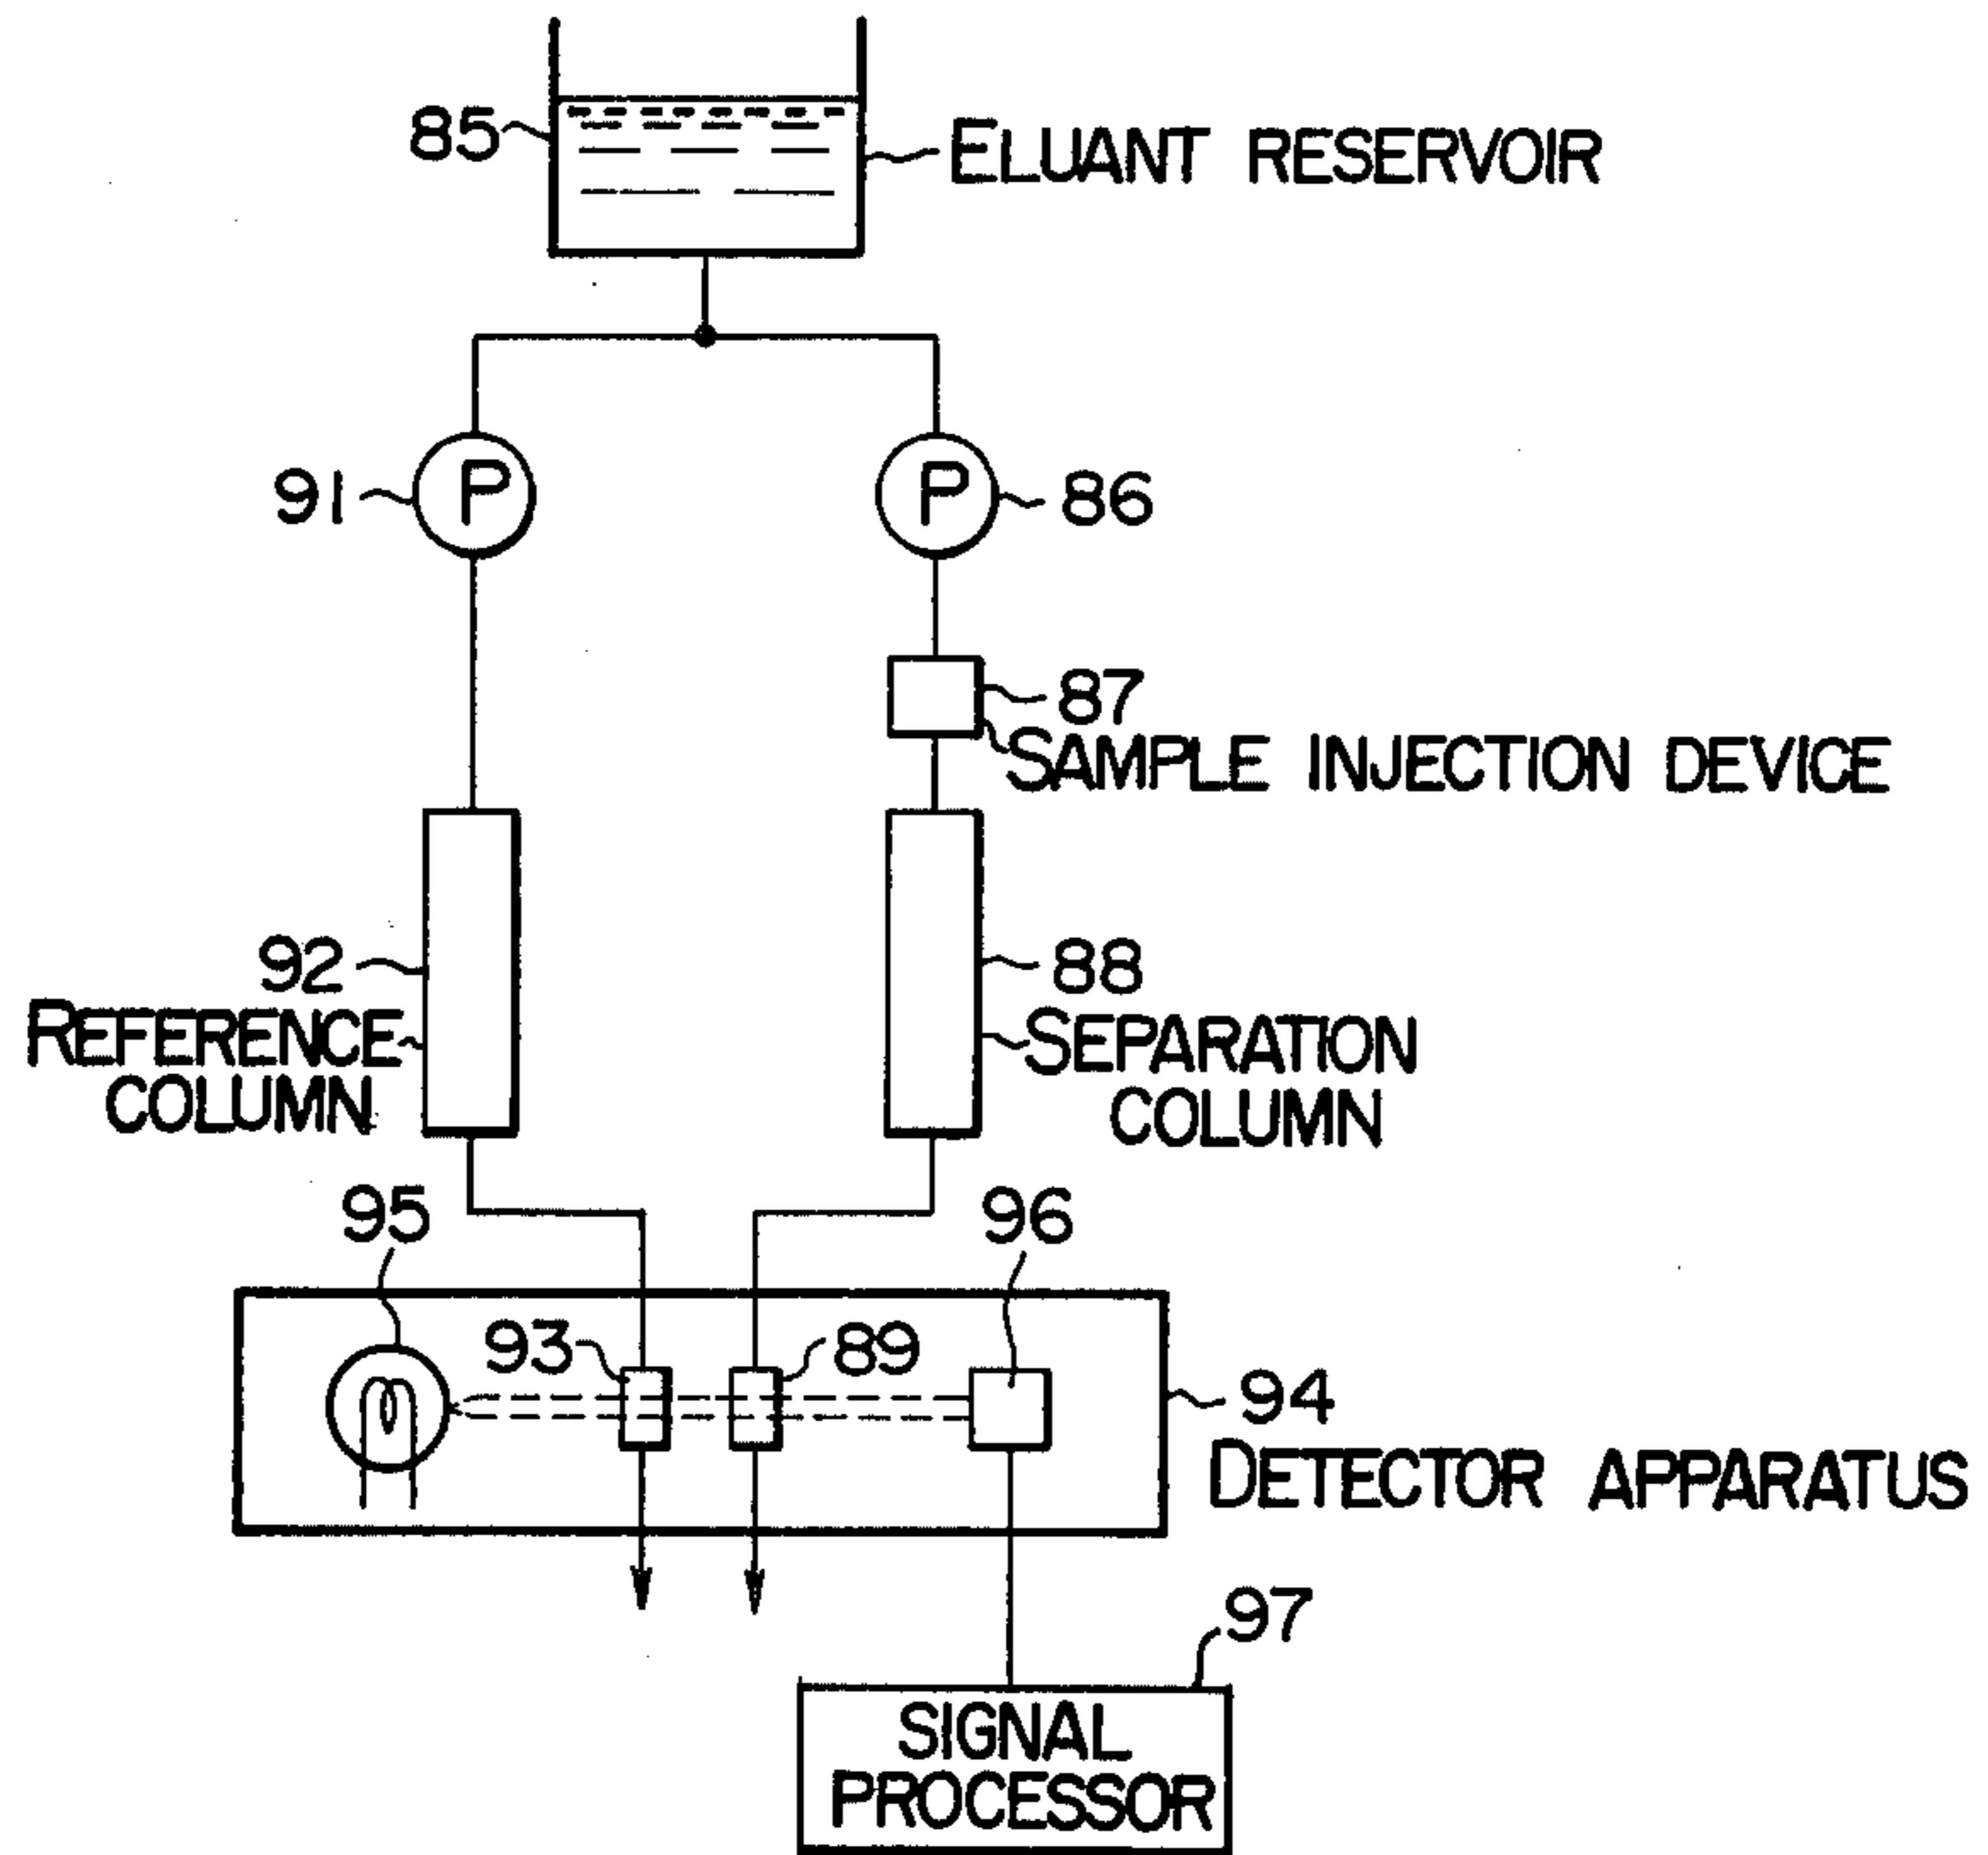 85
ELUANT RESERVOIR
91
P
P
86
87
SAMPLE INJECTION DEVICE
92
REFERENCE
COLUMN
88
SEPARATION
COLUMN
95
96
93
89
94
DETECTOR APPARATUS
97
SIGNAL
PROCESSOR